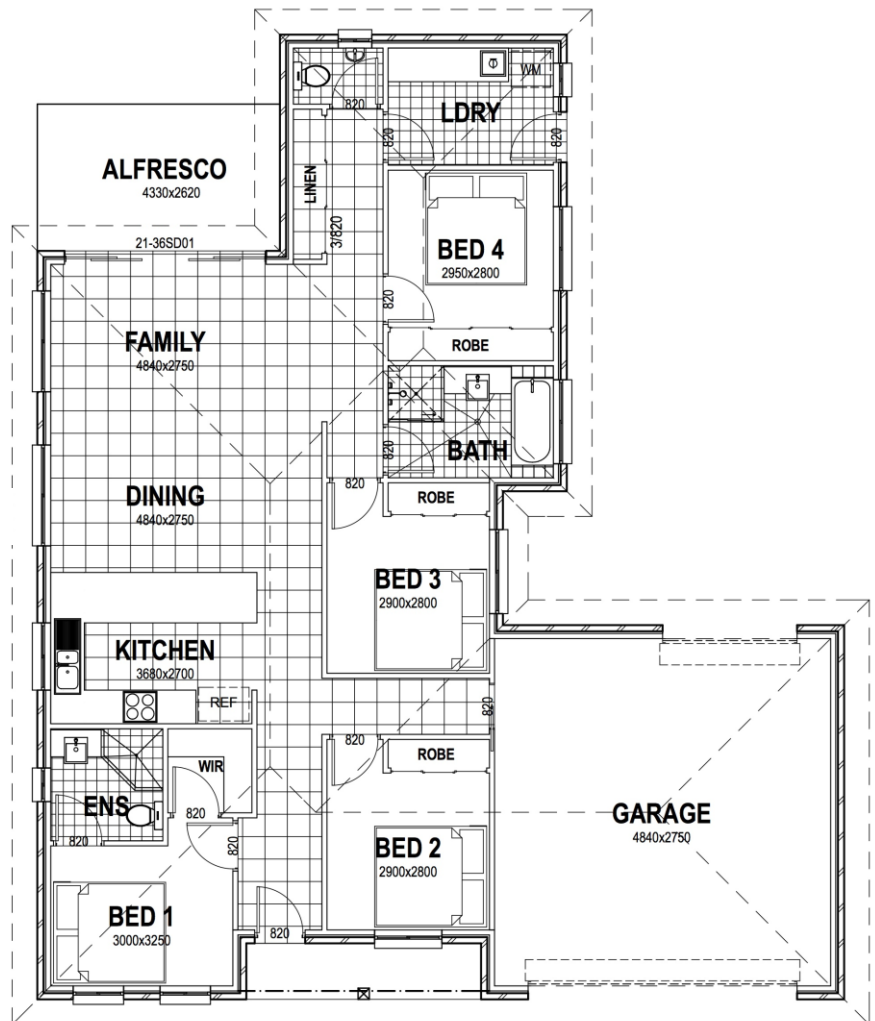 820
WM
LDRY
820
820
ALFRESCO
4330x2620
LINEN
3/820
21-36SD01
BED 4
2950x2800
820
FAMILY
4840x2750
ROBE
BATH
820
820
DINING
4840x2750
ROBE
BED 3
2900x2800
KITCHEN
3680x2700
REF
820
820
ROBE
WIR
ENS
820
820
820
GARAGE
4840x2750
BED 2
2900x2800
BED 1
3000x3250
820